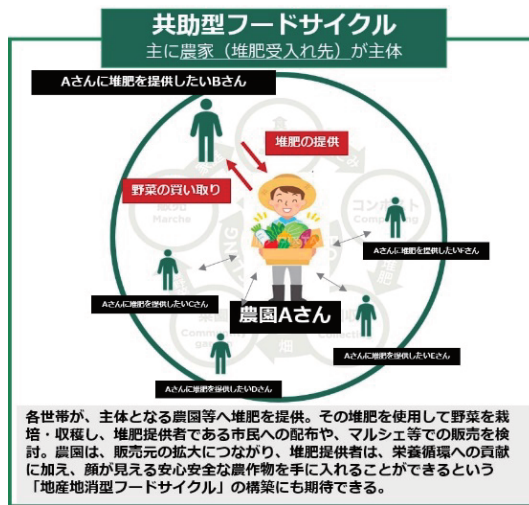 共助型フードサイクル
主に農家（堆肥受入れ先）が主体
Aさんに堆肥を提供したいBさん
堆肥の提供
野菜の買い取り
Marche
コンポスト
Aさんに堆肥を提供したいFさん
Aさんに堆肥を提供したいCさん
農園Aさん
Aさんに堆肥を提供したいEさん
Aさんに堆肥を提供したいDさん
各世帯が、主体となる農園等へ堆肥を提供。その堆肥を使用して野菜を栽
培・収穫し、堆肥提供者である市民への配布や、マルシェ等での販売を検
討。農園は、販売元の拡大につながり、堆肥提供者は、栄養循環への貢献
に加え、顔が見える安心安全な農作物を手に入れることができるという
「地産地消型フードサイクル」の構築にも期待できる。